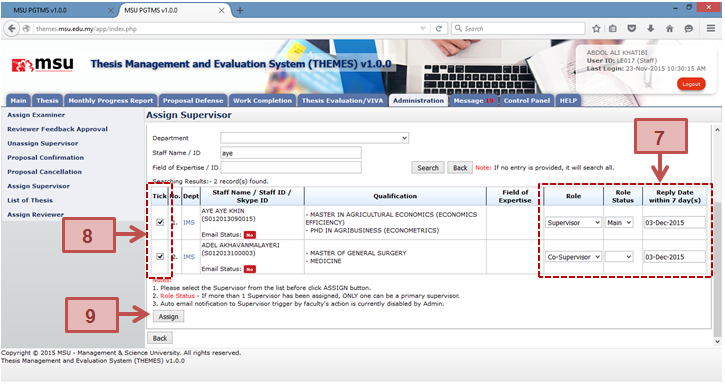 MSU PGTMS v1.0.0
MSU PGTMS v1.0.0
themes.msu.edu.my/app/index.php
Search
msu
Thesis Management and Evaluation System (THEMES) v1.0.0
ABDOL ALI KHATIBI
User ID: LE017 (Staff)
Last Login: 23-Nov-2015 10:30:15 AM
Logout
Main Thesis Monthly Progress Report Proposal Defense Work Completion Thesis Evaluation/VIVA Administration Message Control Panel HELP
Assign Examiner
Reviewer Feedback Approval
Unassign Supervisor
Proposal Confirmation
Proposal Cancellation
Assign Supervisor
List of Thesis
Assign Reviewer
Assign Supervisor
7
Department
Staff Name / ID aye
Field of Expertise / ID Search Back Note: If no entry is provided, it will search all.
Searching Results:- 2 record(s) found.
Tick No. Dept Staff Name / Staff ID / Skype ID Qualification Field of Expertise Role Role Status Reply Date within 7 day(s)
1. IMS AYE AYE KHIN
(S012013090015)
Email Status: No
- MASTER IN AGRICULTURAL ECONOMICS (ECONOMICS
EFFICIENCY)
- PHD IN AGRIBUSINESS (ECONOMETRICS)
Supervisor Main 03-Dec-2015
8
2. IMS ADEL AKHAVANMALAYERI
(S012013100003)
Email Status: No
- MASTER OF GENERAL SURGERY
- MEDICINE
Co-Supervisor 03-Dec-2015
Notes:
1. Please select the Supervisor from the list before click ASSIGN button.
2. Role Status - If more than 1 Supervisor has been assigned, ONLY one can be a primary supervisor.
3. Auto email notification to Supervisor trigger by faculty's action is currently disabled by Admin.
9
Assign
Back
Copyright © 2015 MSU - Management & Science University. All rights reserved.
Thesis Management and Evaluation System (THEMES) v1.0.0